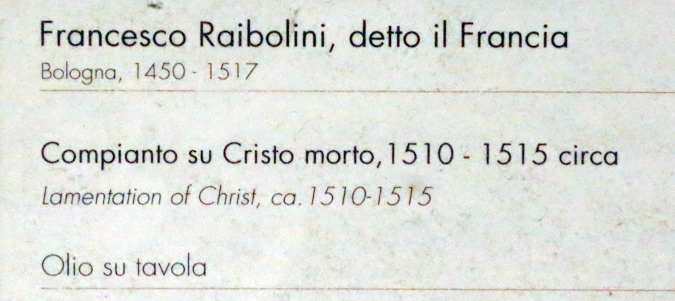 Francesco Raibolini, detto il Francia
Bologna, 1450 - 1517
Compianto su Cristo morto, 1510 - 1515 circa
Lamentation of Christ, ca. 1510-1515
Olio su tavola